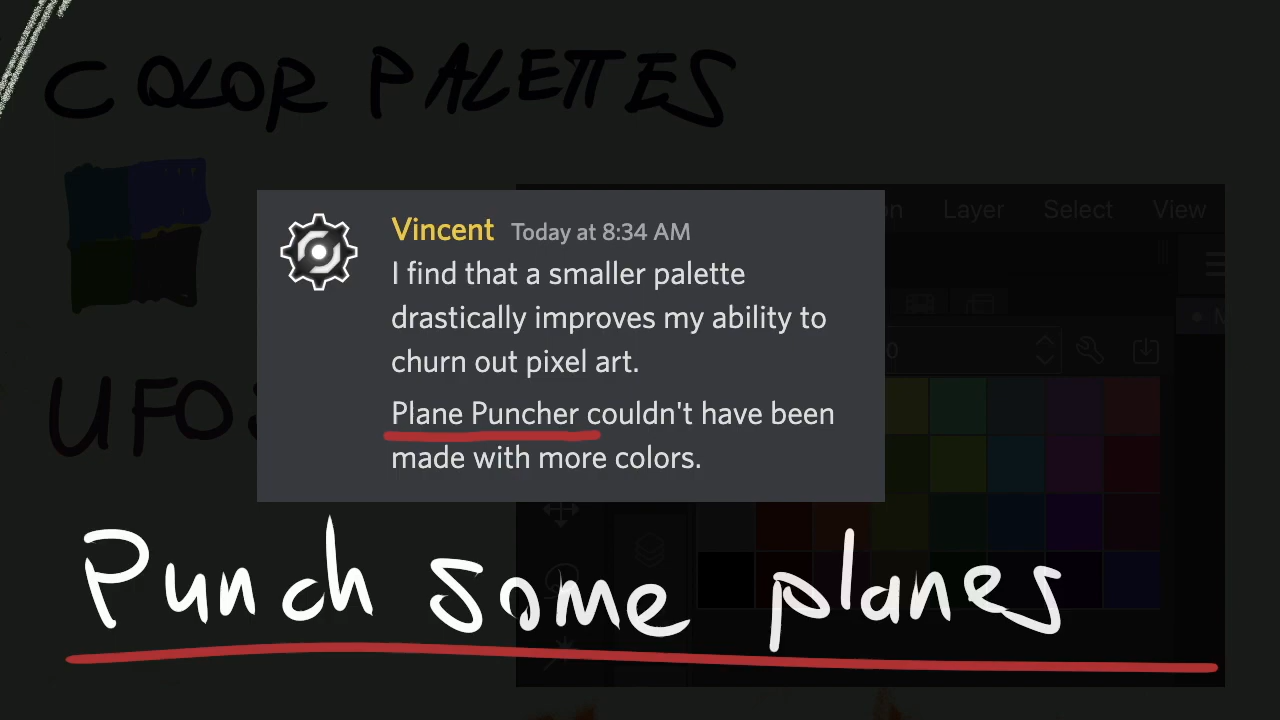 COLOR PALETTES
Layer Select View
Vincent Today at 8:34 AM
I find that a smaller palette
drastically improves my ability to
churn out pixel art.
Plane Puncher couldn't have been
made with more colors.
Punch some planes